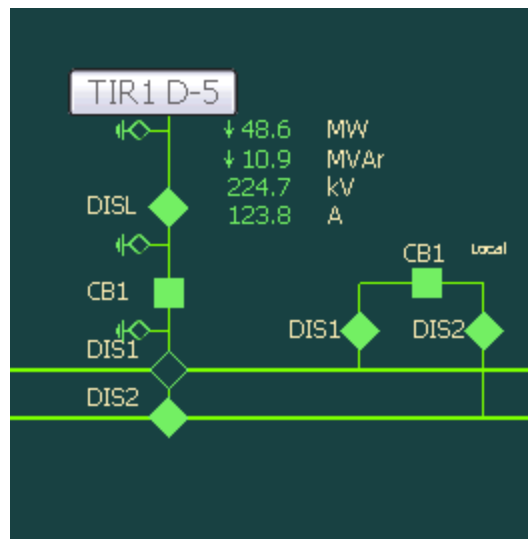 TIR1 D-5
↓ 48.6 MW
↓ 10.9 MVAr
224.7 kV
123.8 A
DISL
CB1 Local
CB1
DIS1 DIS2
DIS1
DIS2